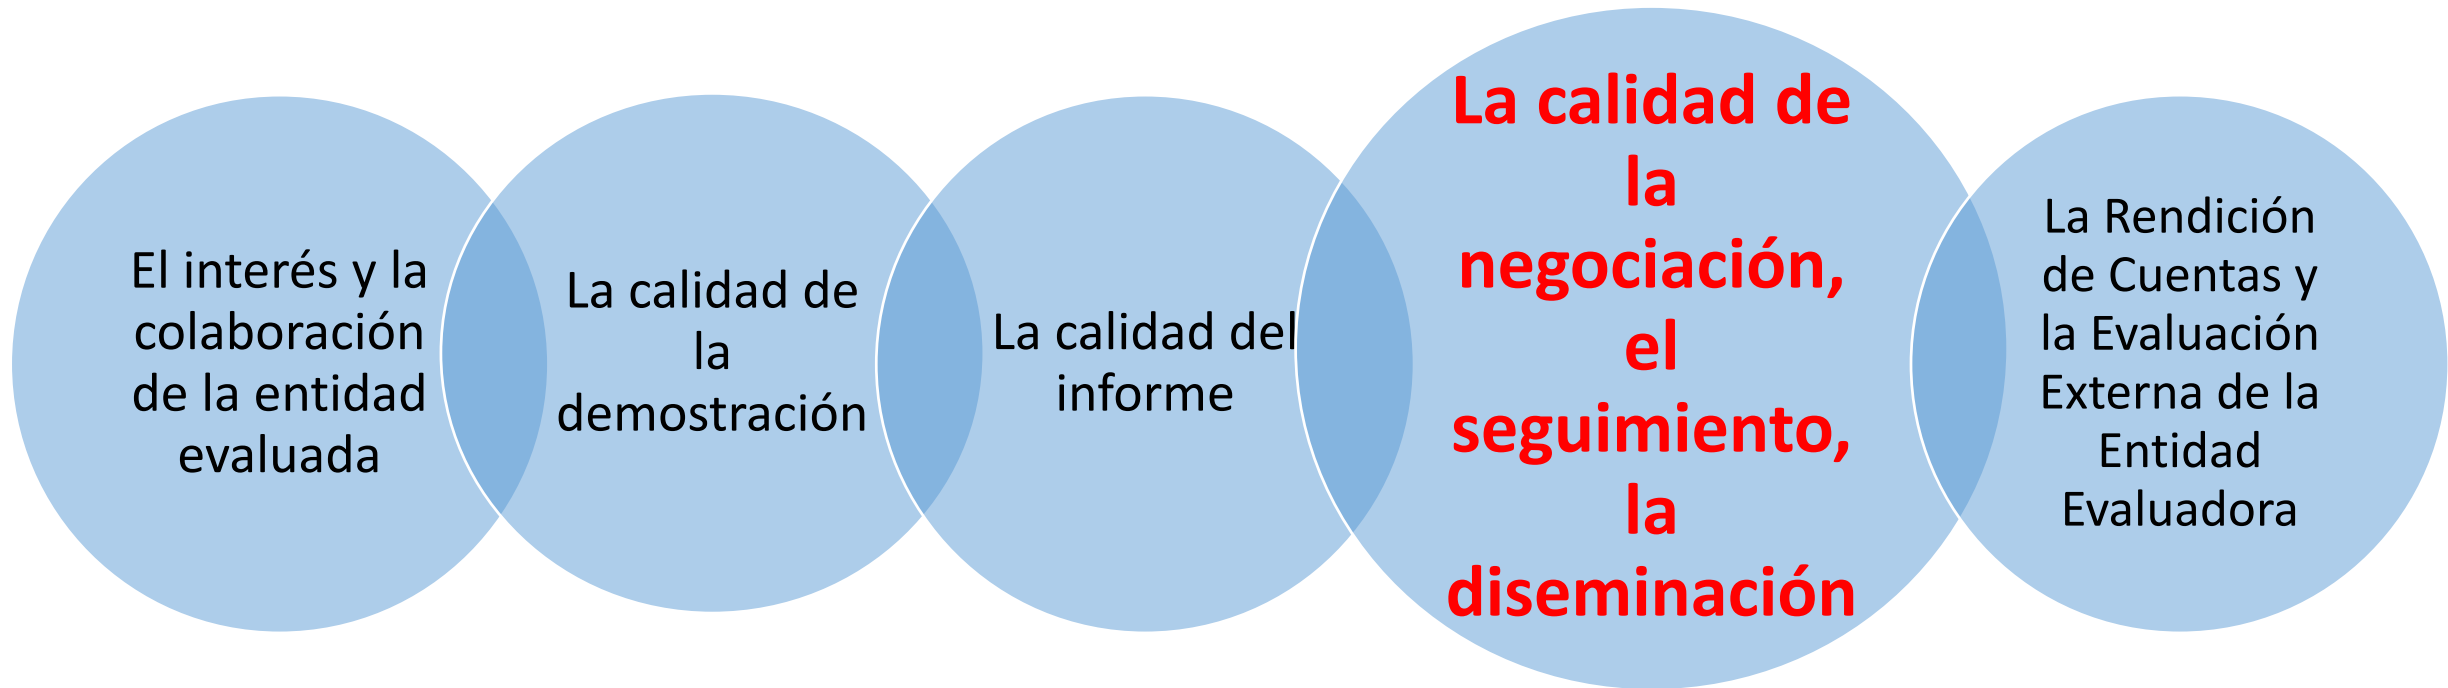 El interés y la
colaboración
de la entidad
evaluada
La calidad de
la
demostración
La calidad del
informe
La calidad de
la
negociación,
el
seguimiento,
la
diseminación
La Rendición
de Cuentas y
la Evaluación
Externa de la
Entidad
Evaluadora